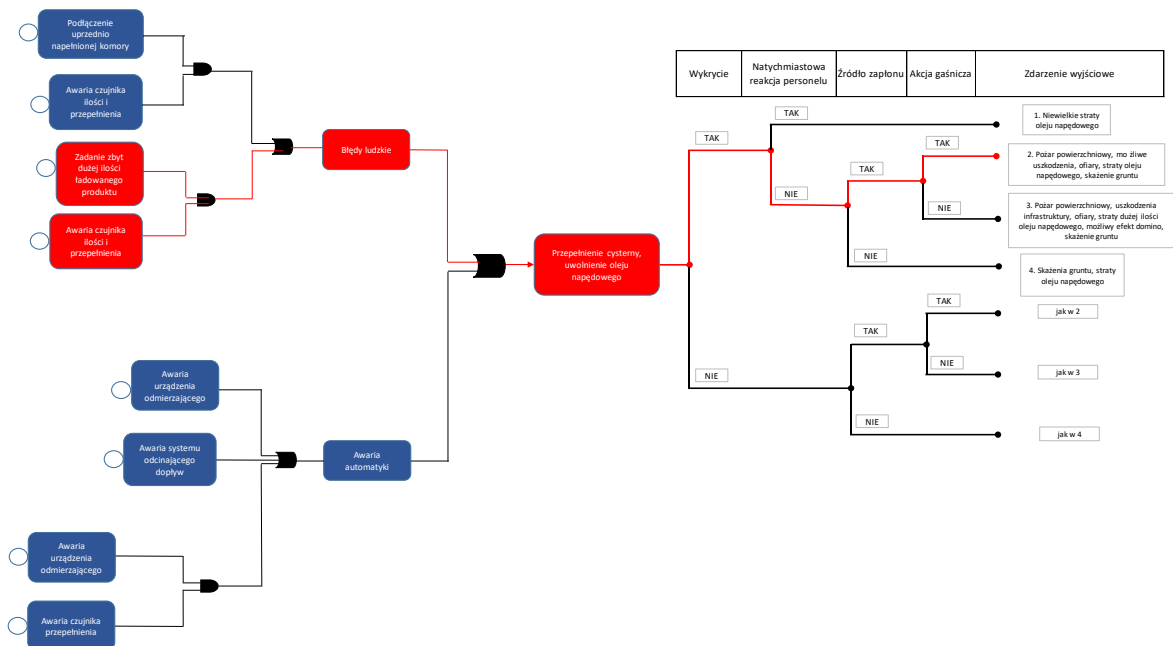 Podłączenie
uprzednio
napełnionej komory
Awaria czujnika
ilości i
przepełnienia
Zadanie zbyt
dużej ilości
ładowanego
produktu
Awaria czujnika
ilości i
przepełnienia
Błędy ludzkie
Awaria
urządzenia
odmierzającego
Awaria systemu
odcinającego
dopływ
Awaria
automatyki
Awaria
urządzenia
odmierzającego
Awaria czujnika
przepełnienia
Przepełnienie cysterny,
uwolnienie oleju
napędowego
Wykrycie
Natychmiastowa
reakcja personelu
Źródło zapłonu
Akcja gaśnicza
Zdarzenie wyjściowe
TAK
TAK
NIE
TAK
TAK
NIE
NIE
NIE
TAK
TAK
NIE
NIE
1. Niewielkie straty
oleju napędowego
2. Pożar powierzchniowy, mo żliwe
uszkodzenia, ofiary, straty oleju
napędowego, skażenie gruntu
3. Pożar powierzchniowy, uszkodzenia
infrastruktury, ofiary, straty dużej ilości
oleju napędowego, możliwy efekt domino,
skażenie gruntu
4. Skażenia gruntu, straty
oleju napędowego
jak w 2
jak w 3
jak w 4